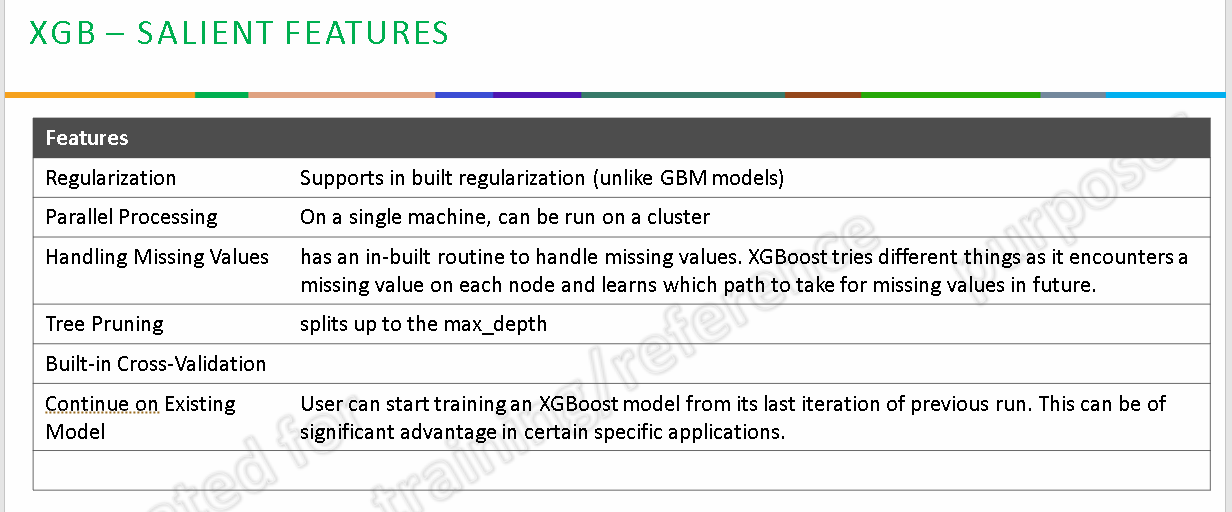 XGB – SALIENT FEATURES
Features
Regularization Supports in built regularization (unlike GBM models)
Parallel Processing On a single machine, can be run on a cluster
Handling Missing Values has an in-built routine to handle missing values. XGBoost tries different things as it encounters a
missing value on each node and learns which path to take for missing values in future.
Tree Pruning splits up to the max_depth
Built-in Cross-Validation
Continue on Existing User can start training an XGBoost model from its last iteration of previous run. This can be of
Model significant advantage in certain specific applications.
training/reference